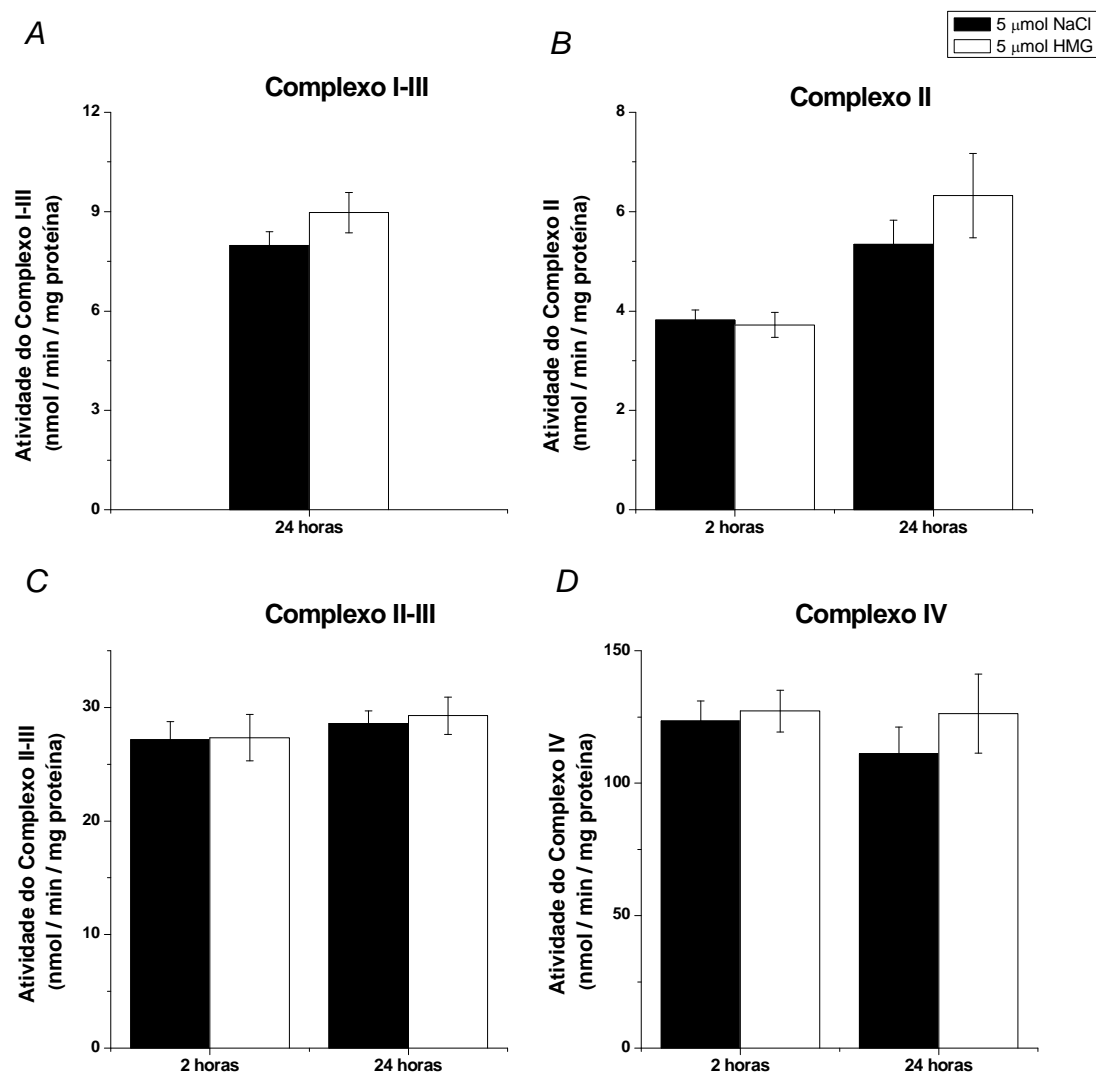 5 μmol NaCl
5 μmol HMG
A
Complexo I-III
Atividade do Complexo I-III
(nmol / min / mg proteína)
12
9
6
3
0
24 horas
B
Complexo II
Atividade do Complexo II
(nmol / min / mg proteína)
8
6
4
2
0
2 horas 24 horas
C
Complexo II-III
Atividade do Complexo II-III
(nmol / min / mg proteína)
30
20
10
0
2 horas 24 horas
D
Complexo IV
Atividade do Complexo IV
(nmol / min / mg proteína)
150
100
50
0
2 horas 24 horas